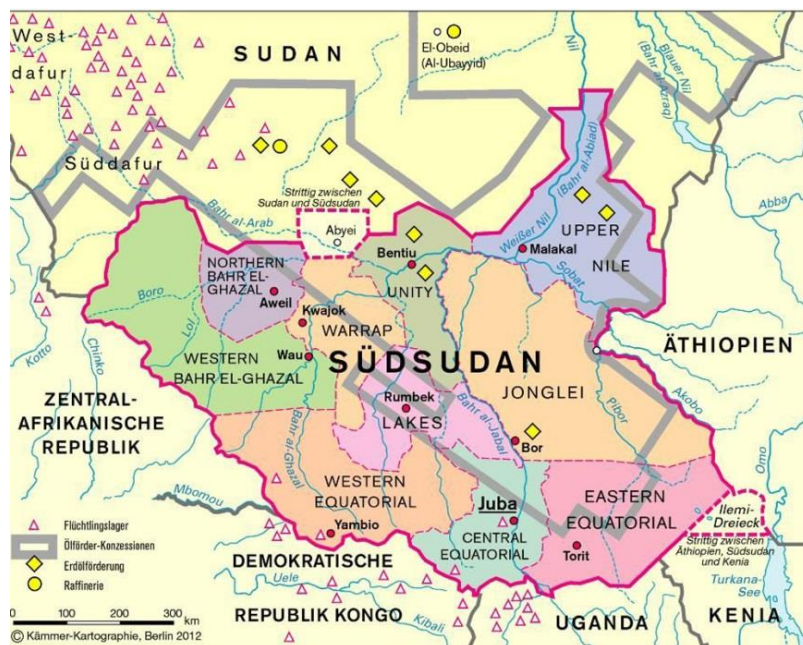 West-
dafur
SUDAN
El-Obeid
(Al-Ubayyid)
Nil
Blauer Nil
(Bahr al-Azraq)
Süddafur
Strittig zwischen
Sudan und Südsudan
(Bahr al-Abiad)
Bahr al-Arab
Abyei
Abba
UPPER
NILE
Weißer Nil
Malakal
Sobat
Bentiu
UNITY
NORTHERN
BAHR EL-
GHAZAL
Aweil
Boro
Lol
Kwajok
WARRAP
Kotto
Chinko
WESTERN
BAHR EL-GHAZAL
Wau
SÜDSUDAN
ÄTHIOPIEN
JONGLEI
Pibor
Akobo
Rumbek
LAKES
Bahr al-Jabal
Bor
ZENTRAL-
AFRIKANISCHE
REPUBLIK
Bahr al-Ghazal
Omo
Mbomou
WESTERN
EQUATORIAL
Yambio
Juba
CENTRAL
EQUATORIAL
EASTERN
EQUATORIAL
Torit
Ilemi-
Dreieck
Strittig zwischen
Äthiopien, Südsudan
und Kenia
Turkana-
See
Flüchtlingslager
Ölförder-Konzessionen
Erdölförderung
Raffinerie
DEMOKRATISCHE
REPUBLIK KONGO
Uele
Kibali
UGANDA
KENIA
0 100 200 300 km
© Kämmer-Kartographie, Berlin 2012